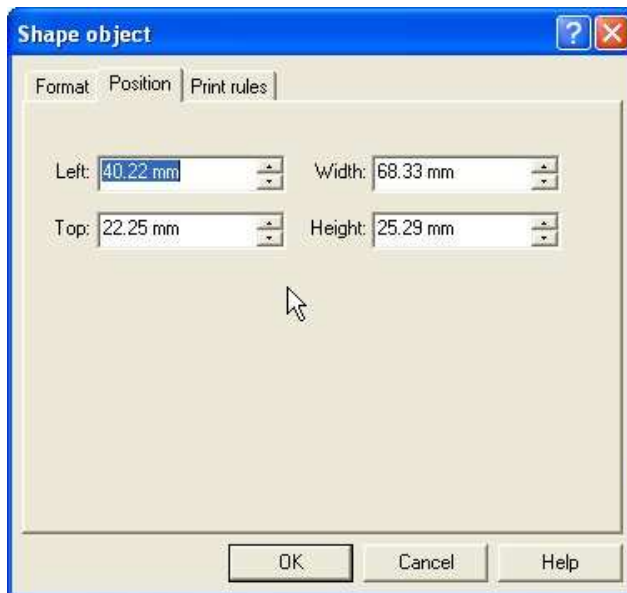 Shape object
Format Position Print rules
Left: 40.22 mm Width: 68.33 mm
Top: 22.25 mm Height: 25.29 mm
OK Cancel Help